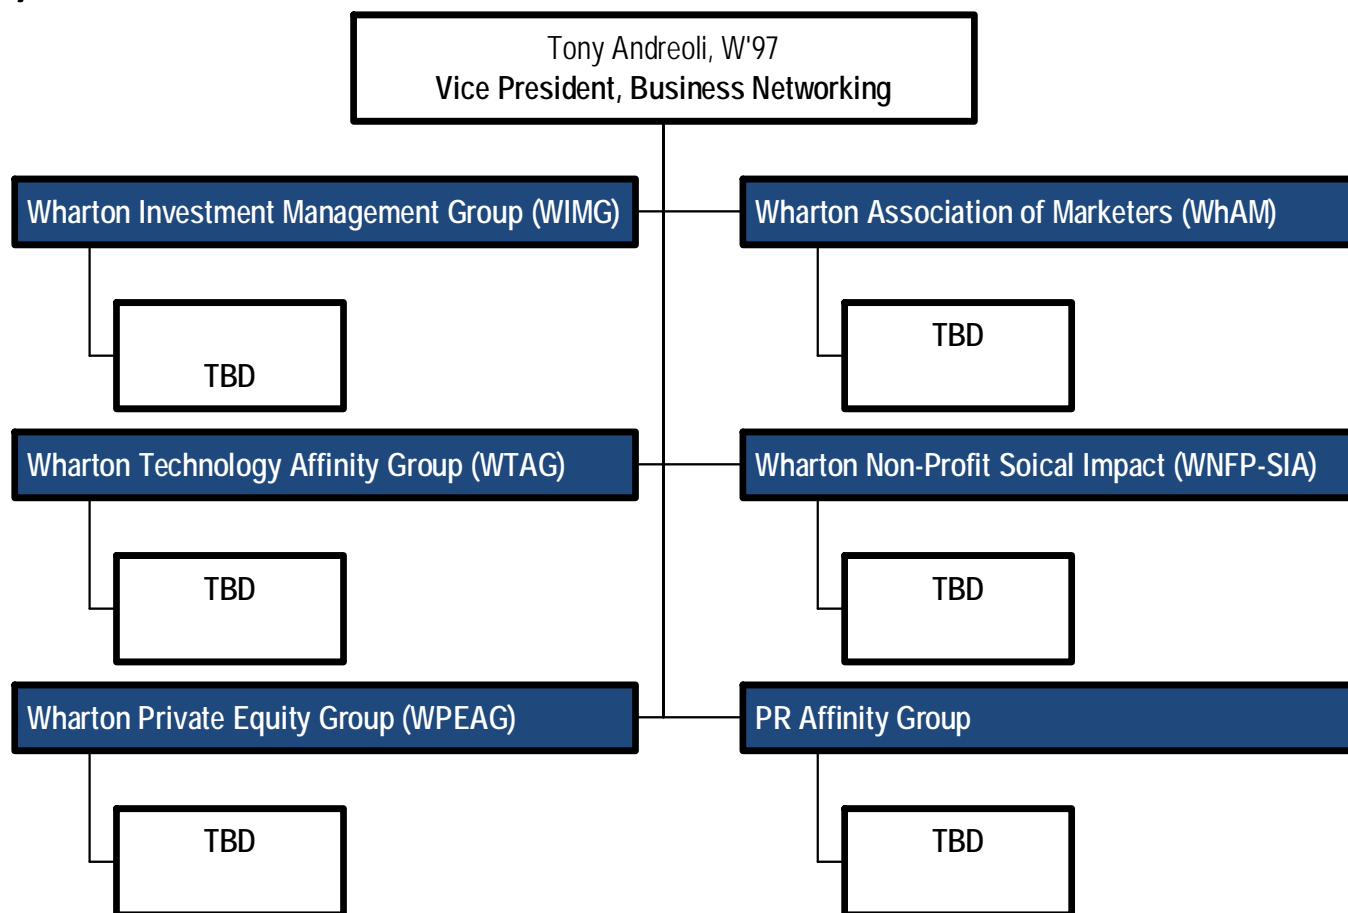 Tony Andreoli, W'97
Vice President, Business Networking
Wharton Investment Management Group (WIMG)
Wharton Association of Marketers (WhAM)
TBD
TBD
Wharton Technology Affinity Group (WTAG)
Wharton Non-Profit Soical Impact (WNFP-SIA)
TBD
TBD
Wharton Private Equity Group (WPEAG)
PR Affinity Group
TBD
TBD